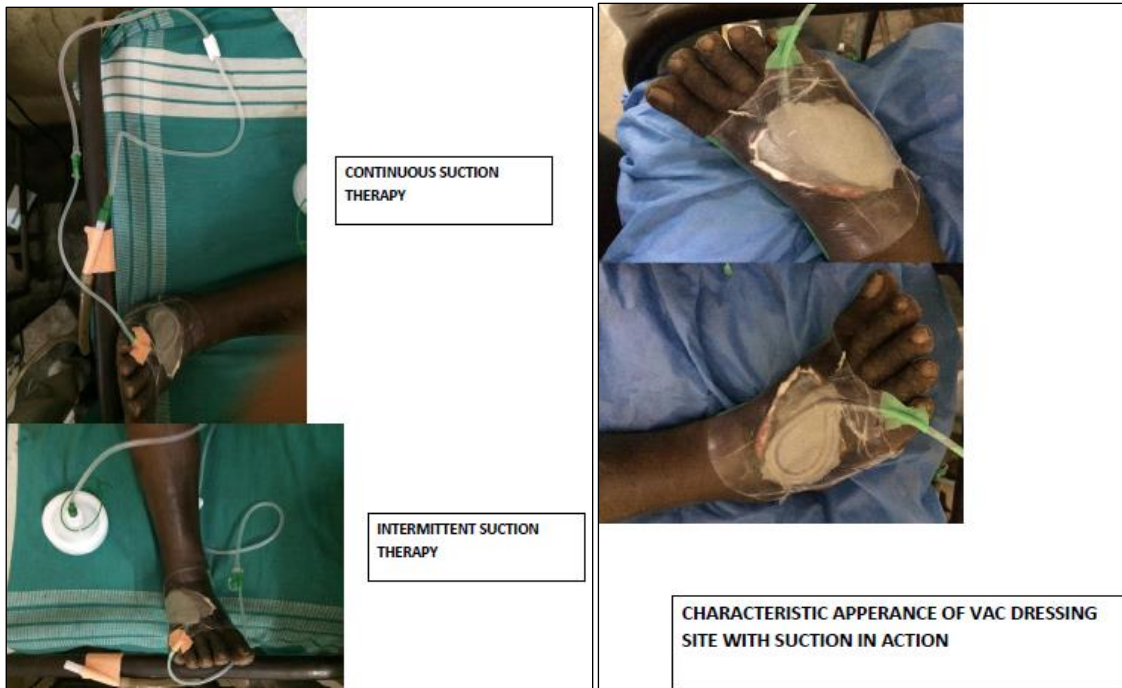 CONTINUOUS SUCTION
THERAPY
INTERMITTENT SUCTION
THERAPY
CHARACTERISTIC APPERANCE OF VAC DRESSING
SITE WITH SUCTION IN ACTION